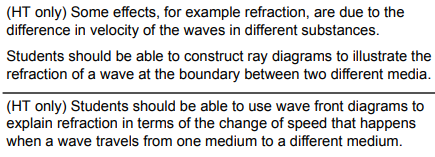 (HT only) Some effects, for example refraction, are due to the
difference in velocity of the waves in different substances.
Students should be able to construct ray diagrams to illustrate the
refraction of a wave at the boundary between two different media.
(HT only) Students should be able to use wave front diagrams to
explain refraction in terms of the change of speed that happens
when a wave travels from one medium to a different medium.